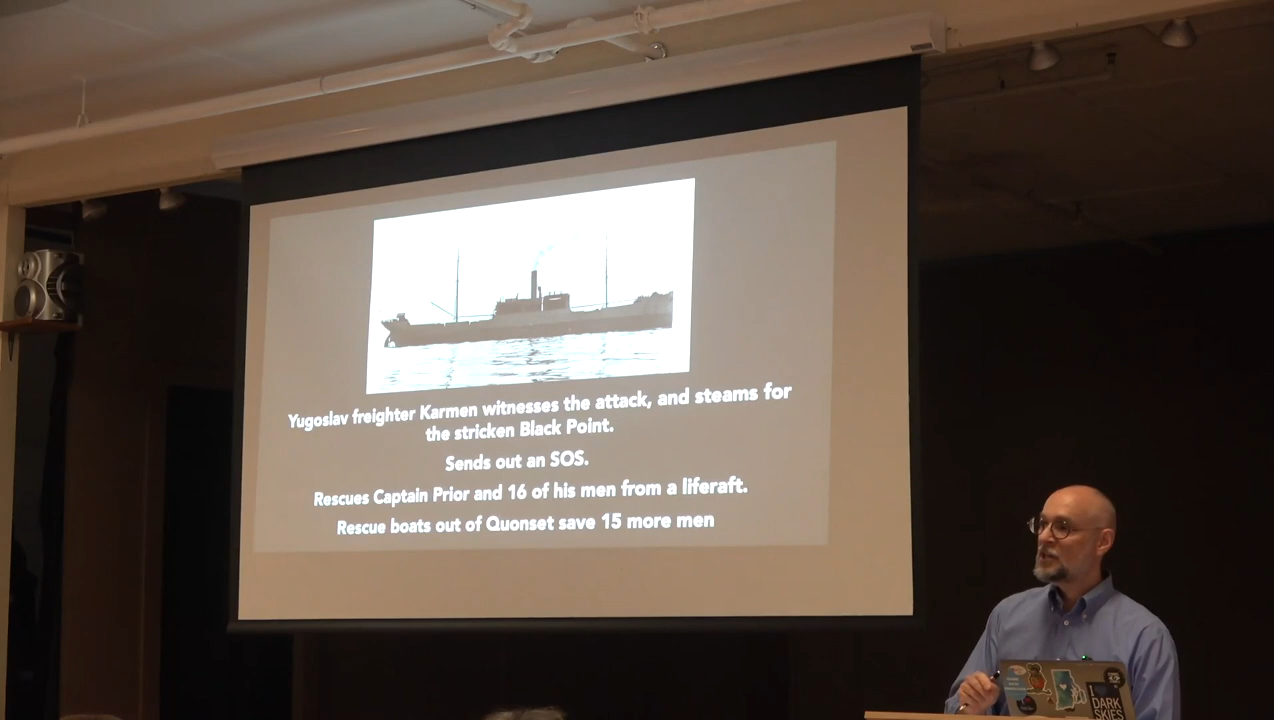 Yugoslav freighter Karmen witnesses the attack, and steams for
the stricken Black Point.
Sends out an SOS.
Rescues Captain Prior and 16 of his men from a liferaft.
Rescue boats out of Quonset save 15 more men
I
DARK
SKIES